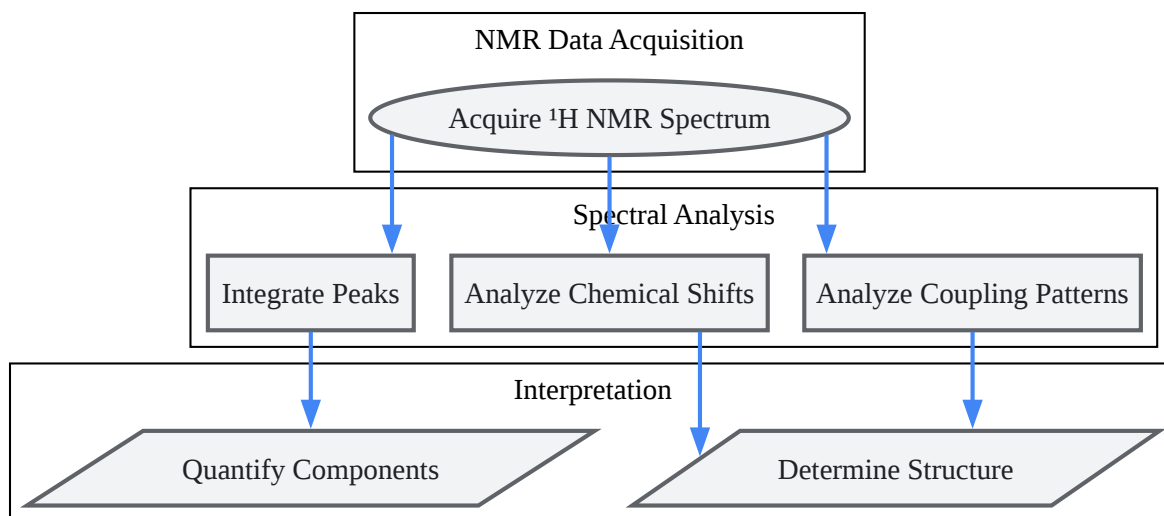 NMR Data Acquisition
Acquire ¹H NMR Spectrum
Spectral Analysis
Integrate Peaks
Analyze Chemical Shifts
Analyze Coupling Patterns
Interpretation
Quantify Components
Determine Structure